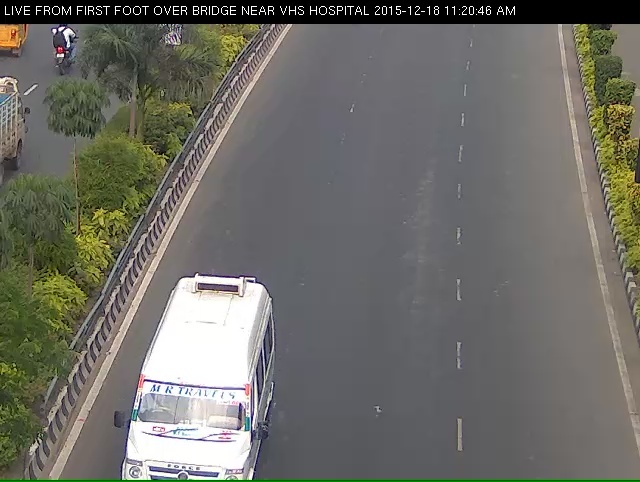 LIVE FROM FIRST FOOT OVER BRIDGE NEAR VHS HOSPITAL 2015-12-18 11:20:46 AM
M R TRAVELS
FORCE